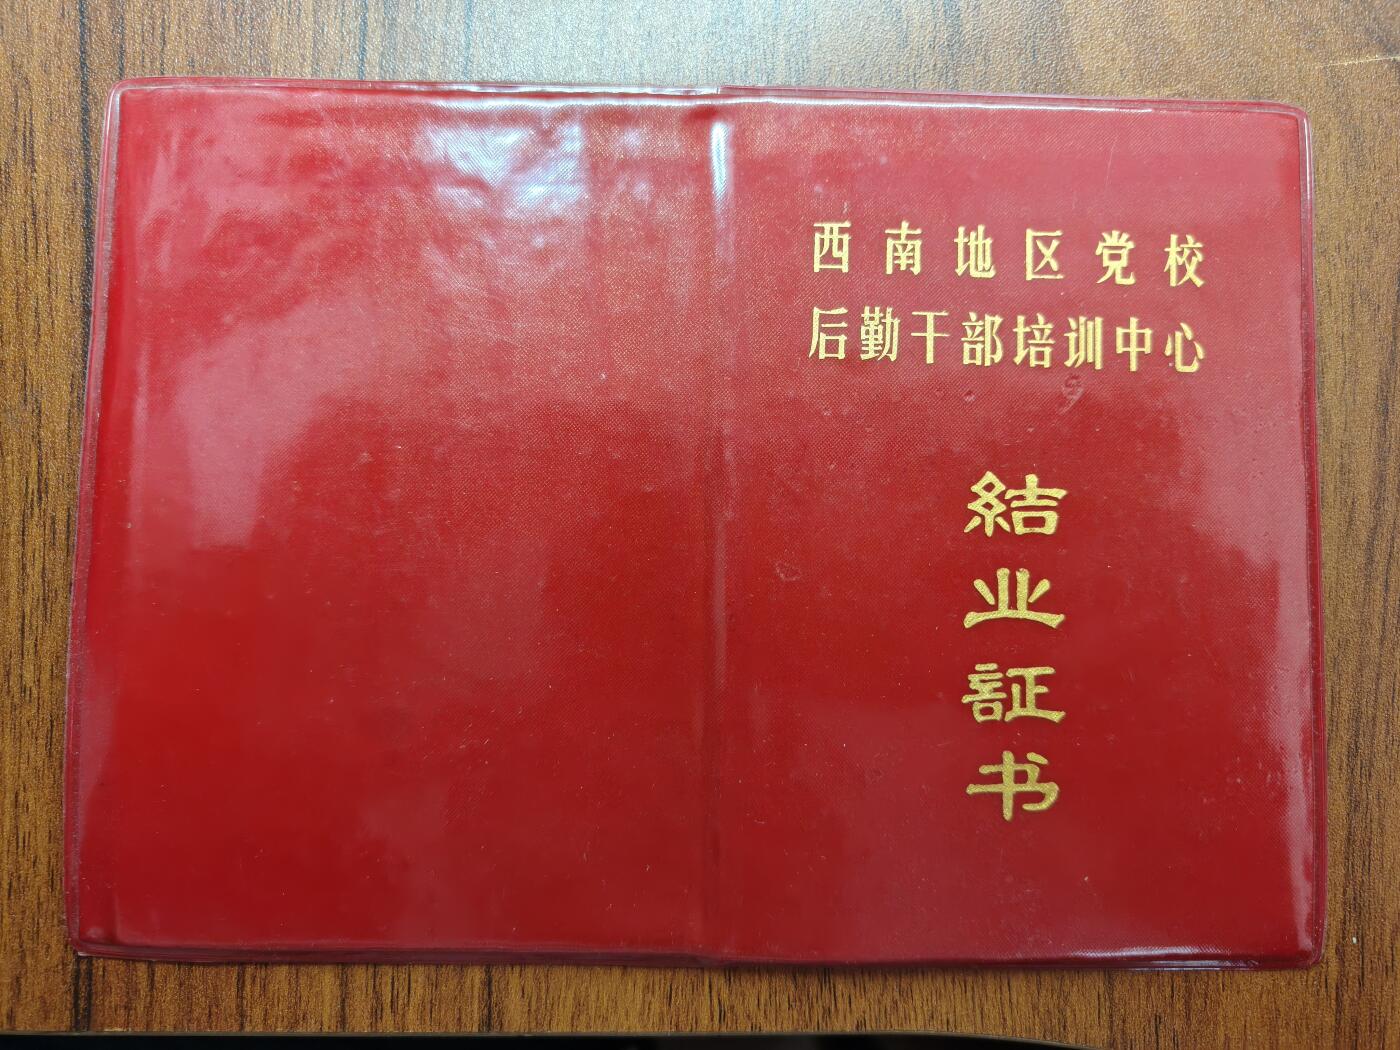 西南地区党校
后勤干部培训中心
結业証书